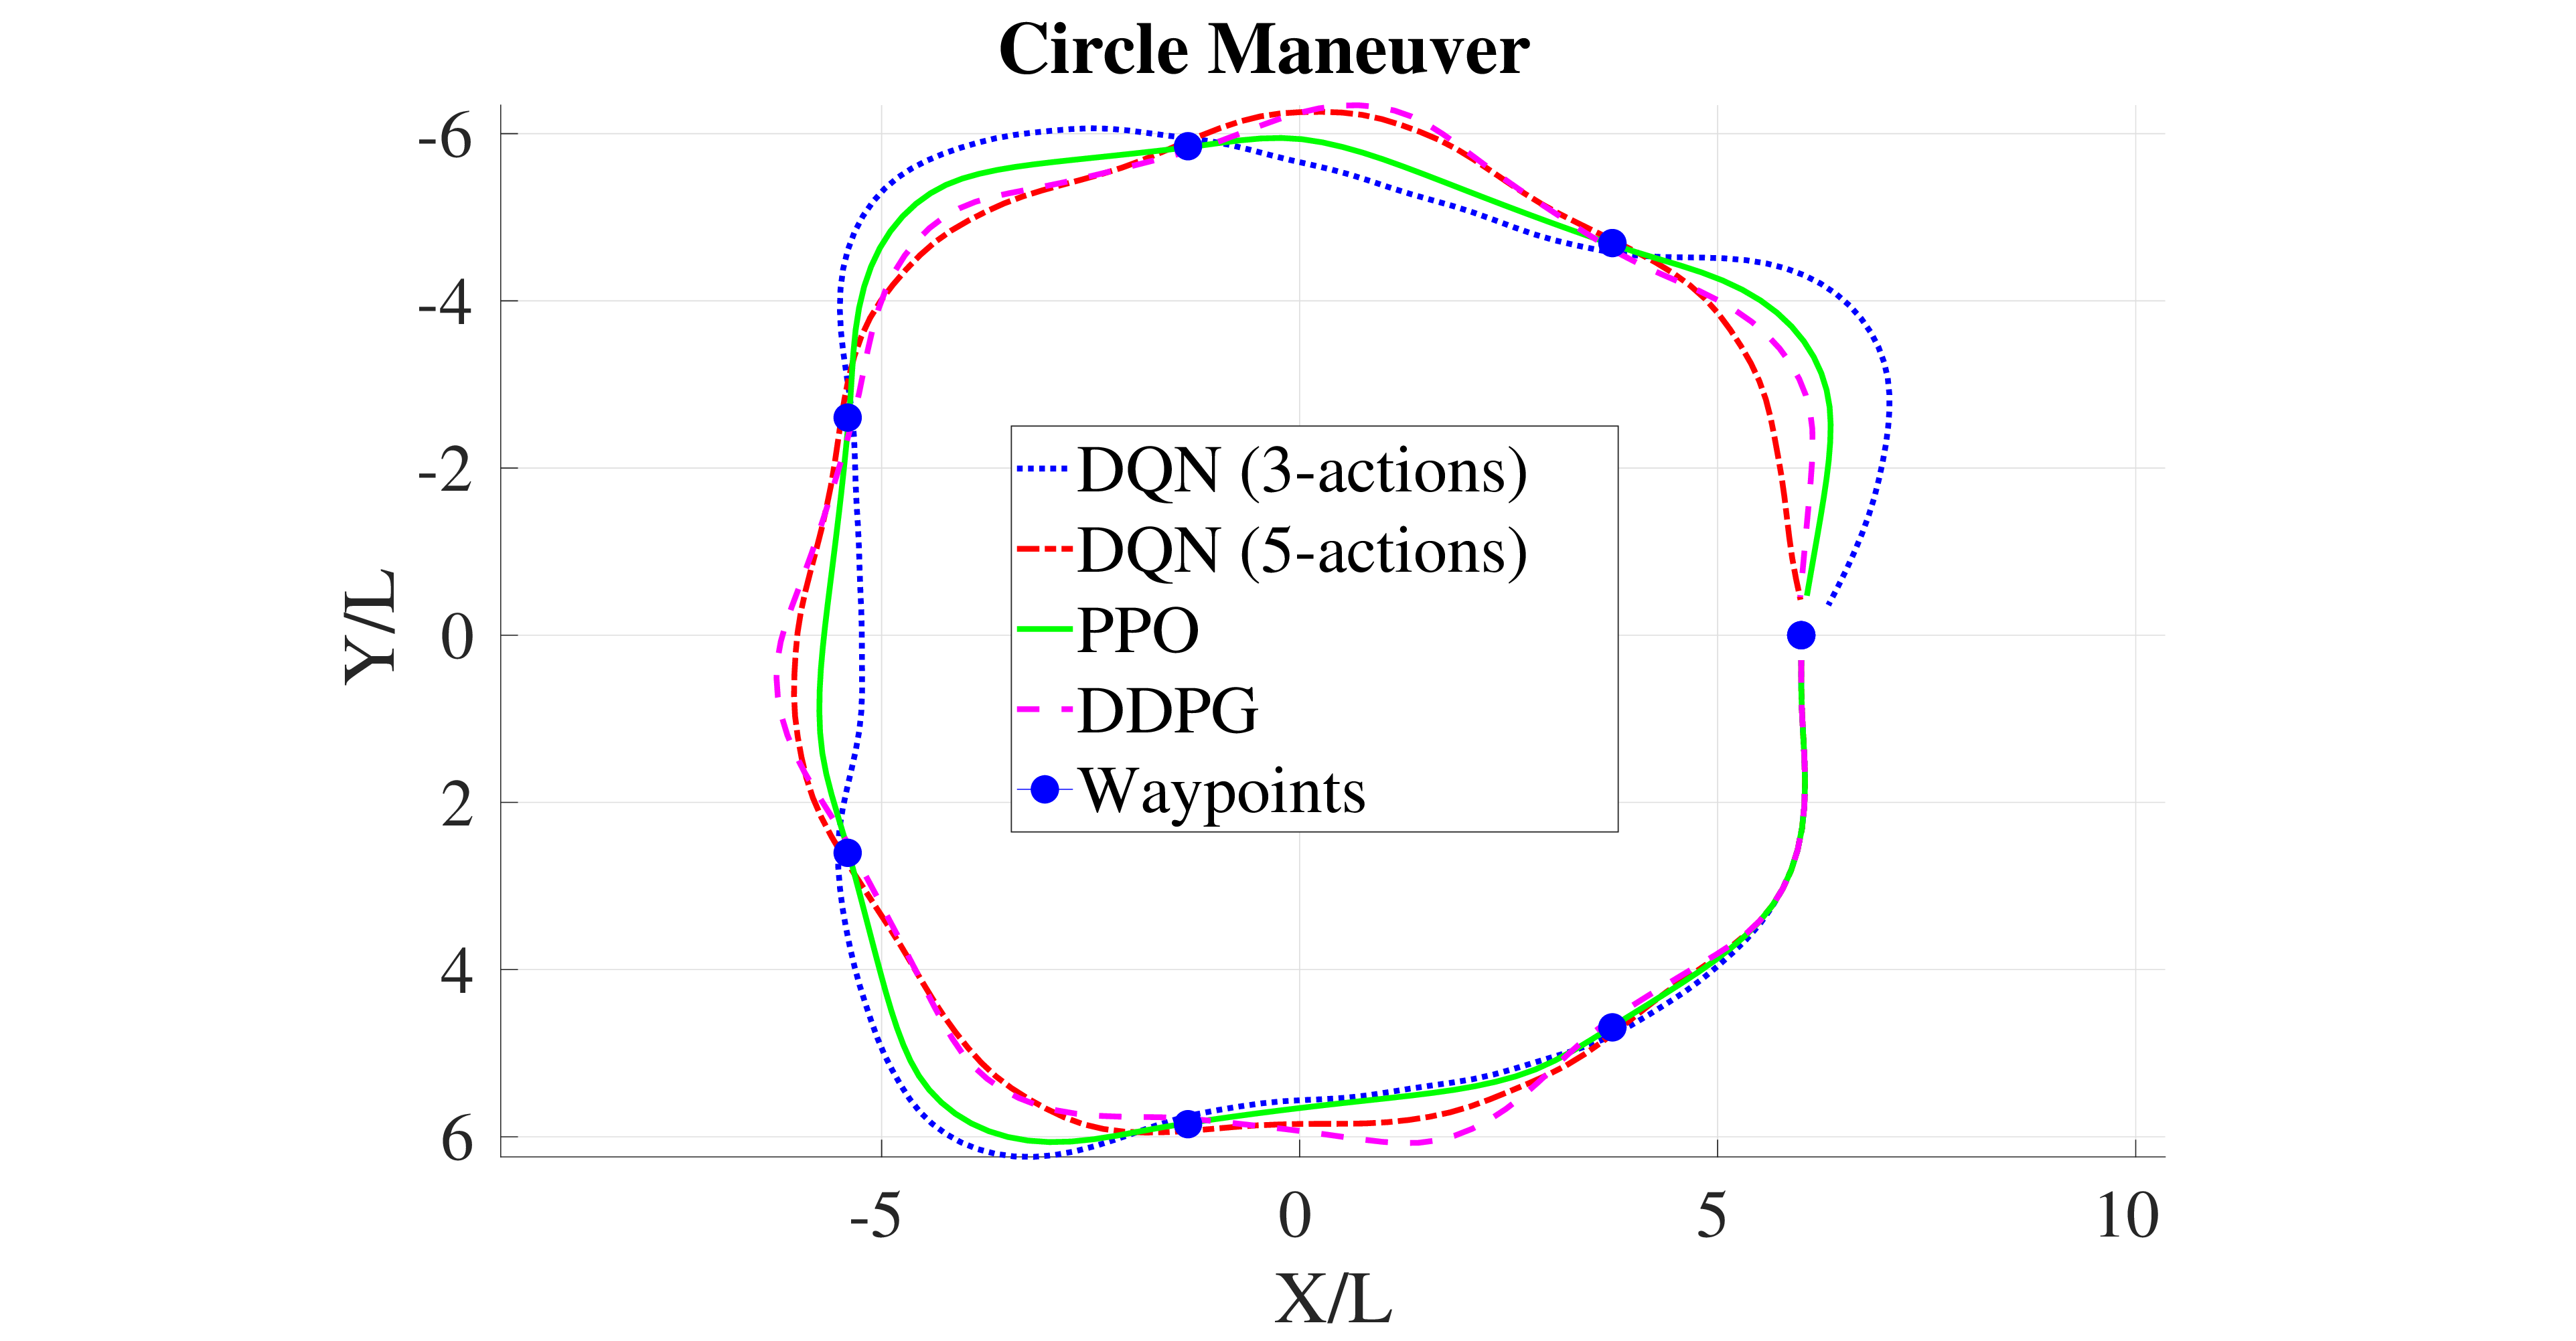 Circle Maneuver
-6
-4
-2
0
2
4
6
Y/L
DQN (3-actions)
DQN (5-actions)
PPO
DDPG
Waypoints
-5
0
5
10
X/L